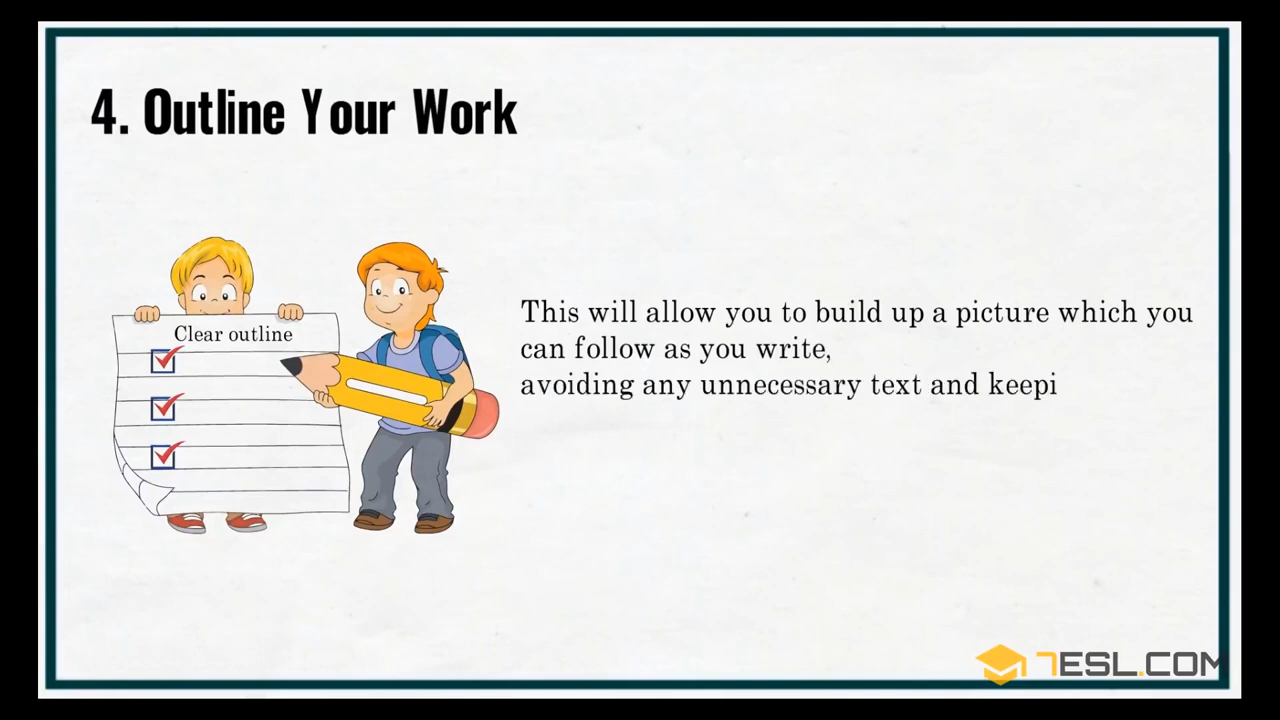 4. Outline Your Work
Clear outline
This will allow you to build up a picture which you
can follow as you write,
avoiding any unnecessary text and keepi
7ESL.COM